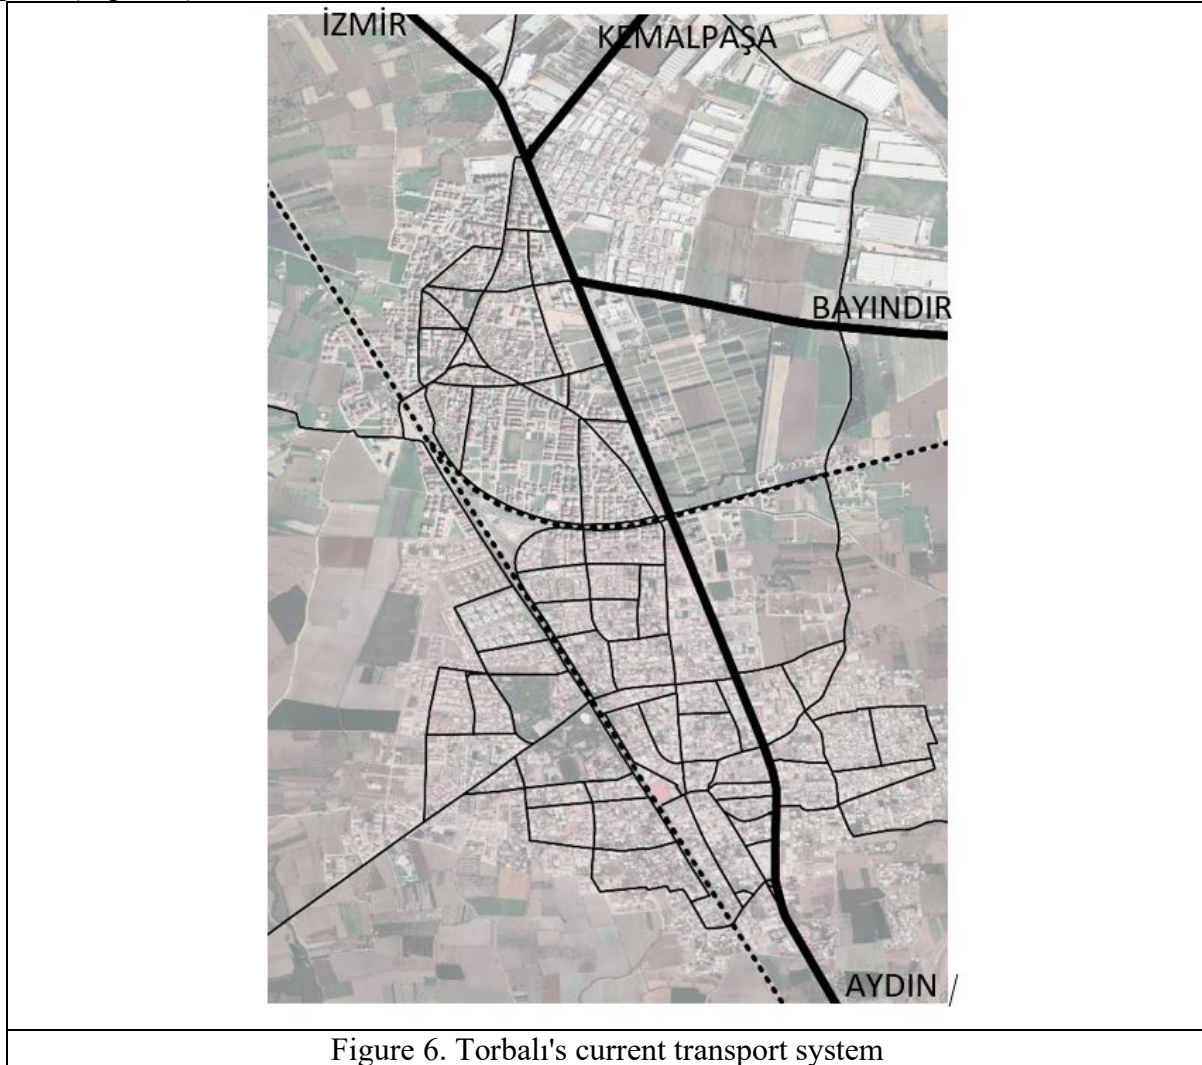 İZMİR
KEMALPAŞA
BAYINDIR
AYDIN /
Figure 6. Torbalı's current transport system